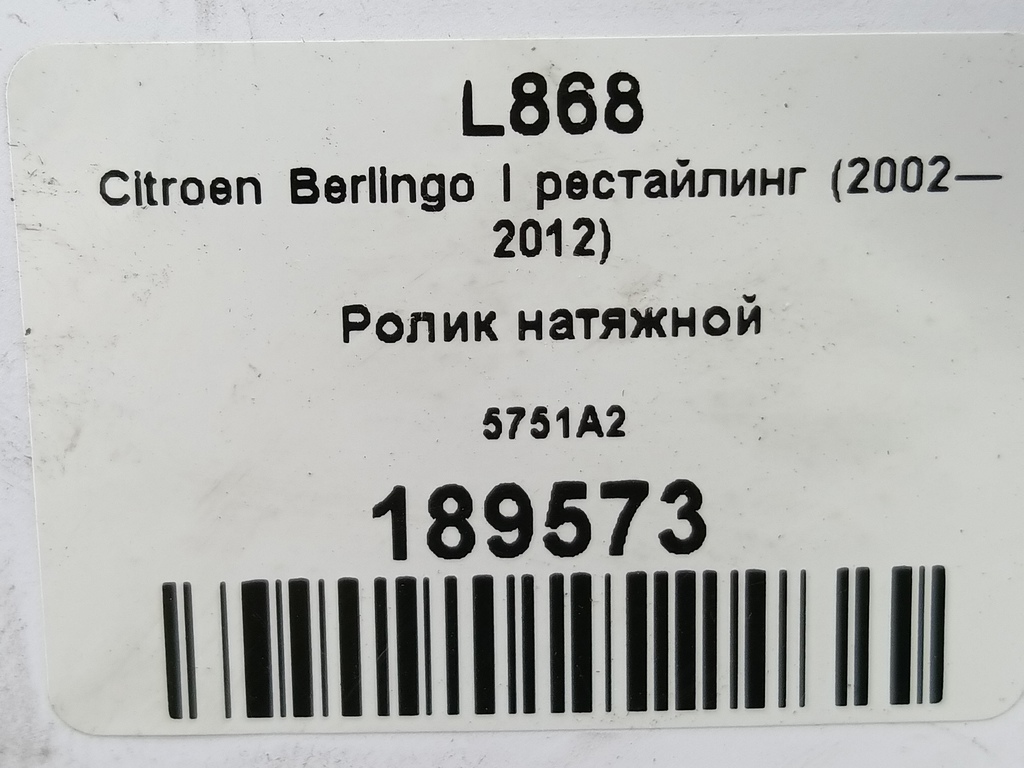 L868
Citroen Berlingo I рестайлинг (2002—
2012)
Ролик натяжной
5751A2
189573